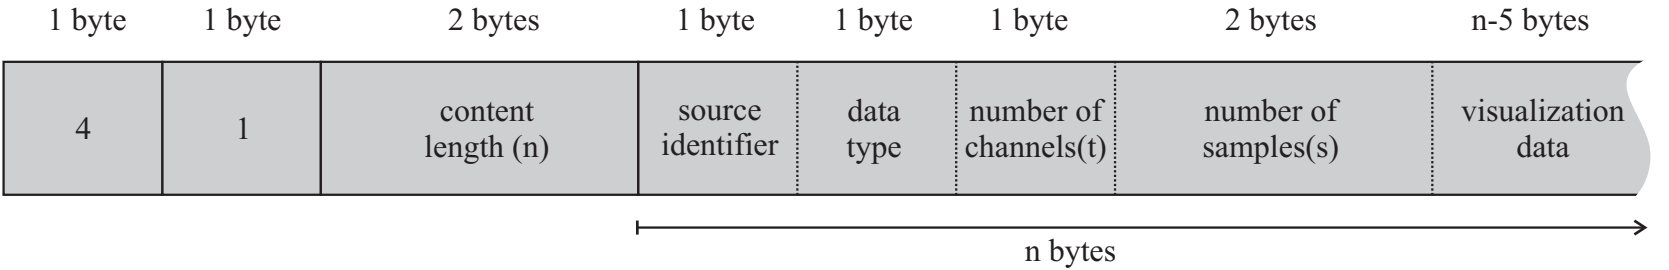 1 byte 1 byte 2 bytes 1 byte 1 byte 1 byte 2 bytes n-5 bytes
4 1 content length (n) source identifier data type number of channels(t) number of samples(s) visualization data
n bytes